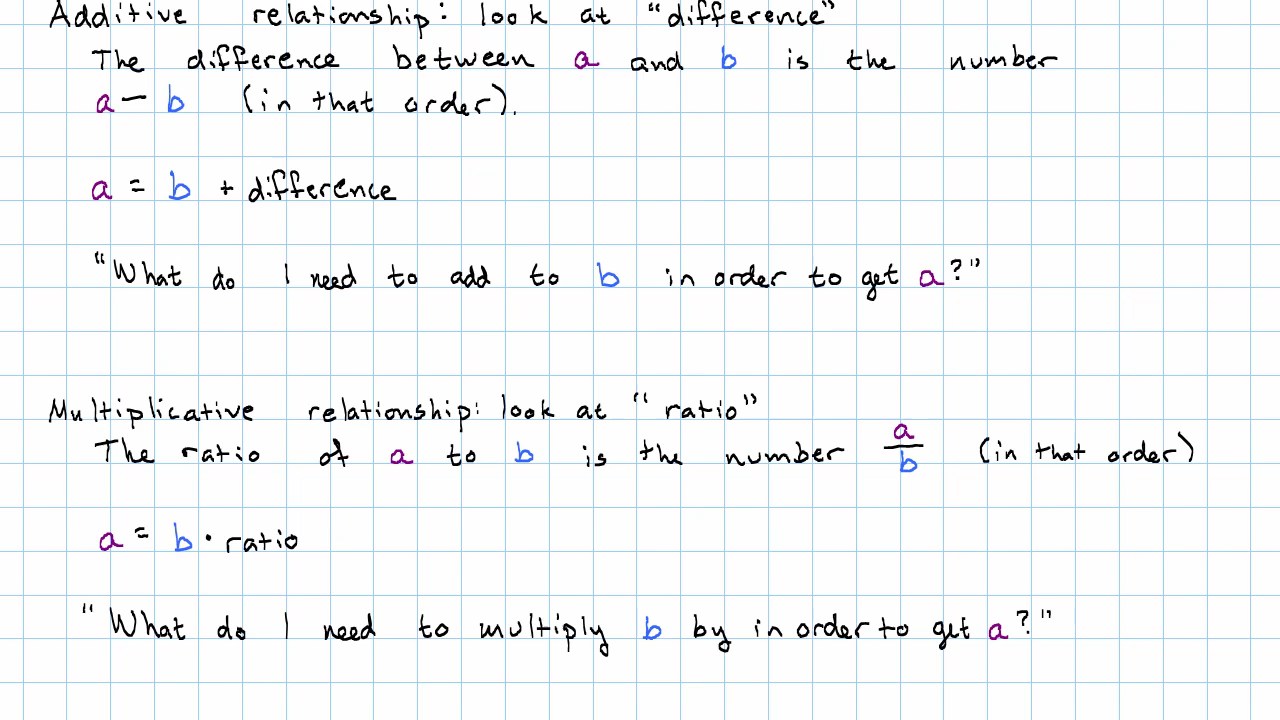 Additive relationship: look at "difference"
The difference between a and b is the number
a - b (in that order).
a = b + difference
"What do I need to add to b in order to get a?"
Multiplicative relationship: look at "ratio"
The ratio of a to b is the number a/b (in that order)
a = b · ratio
"What do I need to multiply b by in order to get a?"